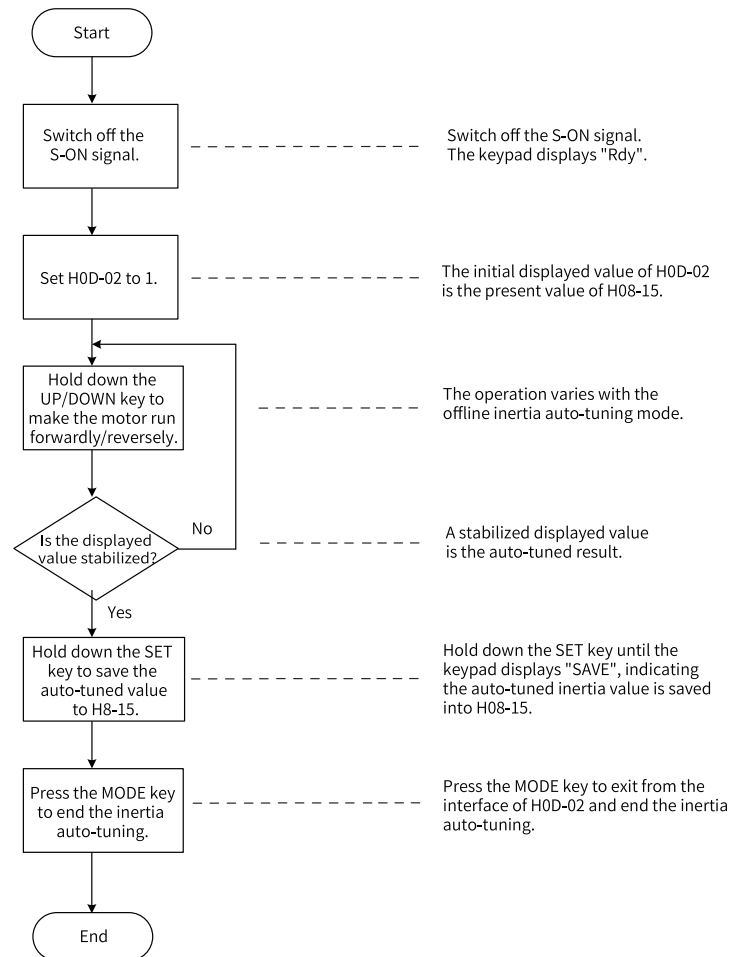 Start
Switch off the
S-ON signal.
Switch off the S-ON signal.
The keypad displays "Rdy".
Set H0D-02 to 1.
The initial displayed value of H0D-02
is the present value of H08-15.
Hold down the
UP/DOWN key to
make the motor run
forwardly/reversely.
The operation varies with the
offline inertia auto-tuning mode.
Is the displayed
value stabilized?
No
A stabilized displayed value
is the auto-tuned result.
Yes
Hold down the SET
key to save the
auto-tuned value
to H8-15.
Hold down the SET key until the
keypad displays "SAVE", indicating
the auto-tuned inertia value is saved
into H08-15.
Press the MODE key
to end the inertia
auto-tuning.
Press the MODE key to exit from the
interface of H0D-02 and end the inertia
auto-tuning.
End